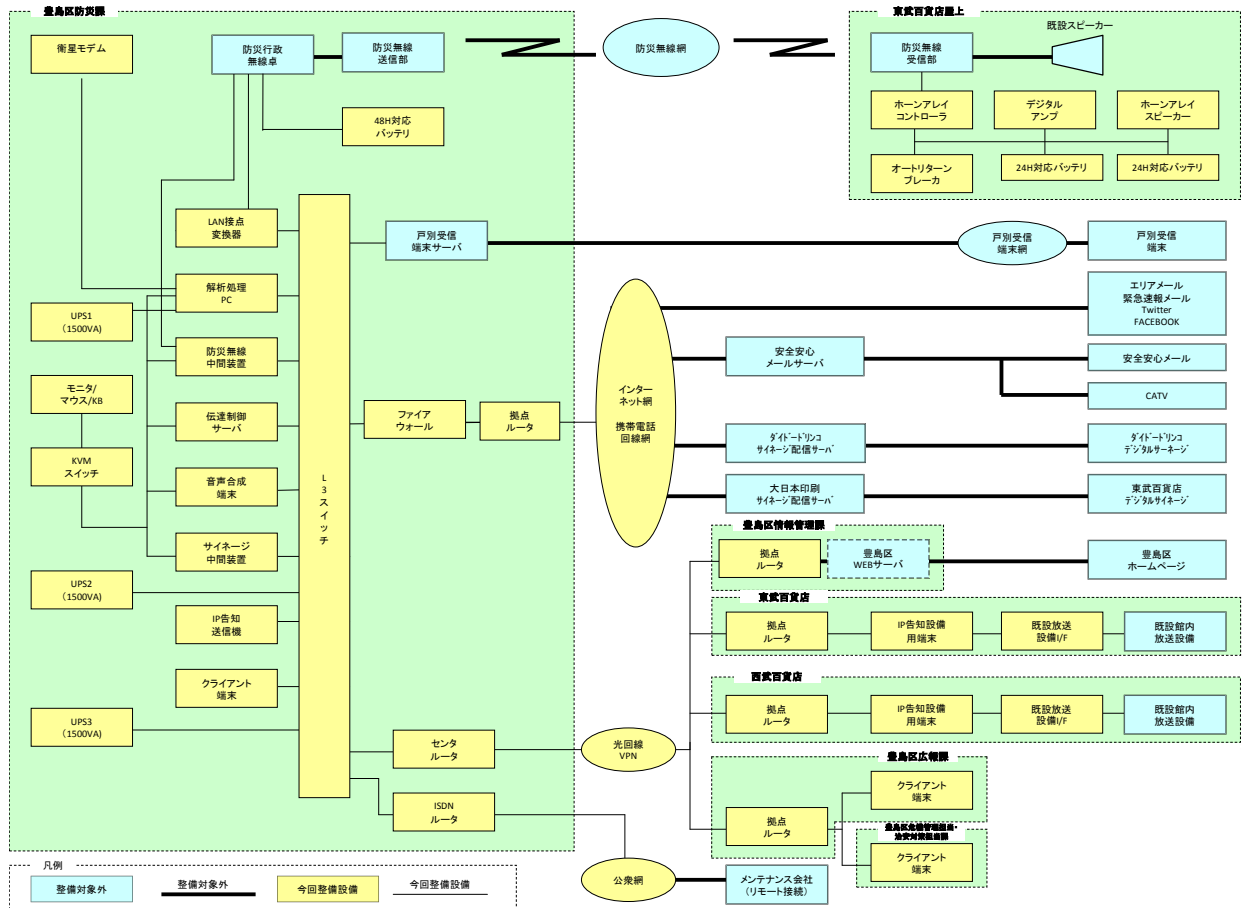 豊島区防災課
衛星モデム
防災行政
無線卓
防災無線
送信部
48H対応
バッテリ
防災無線網
東武百貨店屋上
既設スピーカー
防災無線
受信部
ホーンアレイ
コントローラ
デジタル
アンプ
ホーンアレイ
スピーカー
オートリターン
ブレーカ
24H対応バッテリ
24H対応バッテリ
LAN接点
変換器
解析処理
PC
UPS1
(1500VA)
防災無線
中間装置
モニタ/
マウス/KB
伝達制御
サーバ
KVM
スイッチ
音声合成
端末
サイネージ
中間装置
UPS2
(1500VA)
IP告知
送信機
クライアント
端末
UPS3
(1500VA)
L3スイッチ
戸別受信
端末サーバ
ファイア
ウォール
拠点
ルータ
センタ
ルータ
ISDN
ルータ
インター
ネット網
携帯電話
回線網
光回線
VPN
公衆網
戸別受信
端末網
戸別受信
端末
エリアメール
緊急速報メール
Twitter
FACEBOOK
安全安心
メールサーバ
安全安心メール
CATV
ダイドードリンコ
サイネージ配信サーバ
ダイドードリンコ
デジタルサーネージ
大日本印刷
サイネージ配信サーバ
東武百貨店
デジタルサイネージ
豊島区情報管理課
拠点
ルータ
豊島区
WEBサーバ
豊島区
ホームページ
東武百貨店
拠点
ルータ
IP告知設備
用端末
既設放送
設備I/F
既設館内
放送設備
西武百貨店
拠点
ルータ
IP告知設備
用端末
既設放送
設備I/F
既設館内
放送設備
豊島区広報課
クライアント
端末
拠点
ルータ
豊島区危機管理担当・
治安対策担当課
クライアント
端末
メンテナンス会社
(リモート接続)
凡例
整備対象外
整備対象外
今回整備設備
今回整備設備